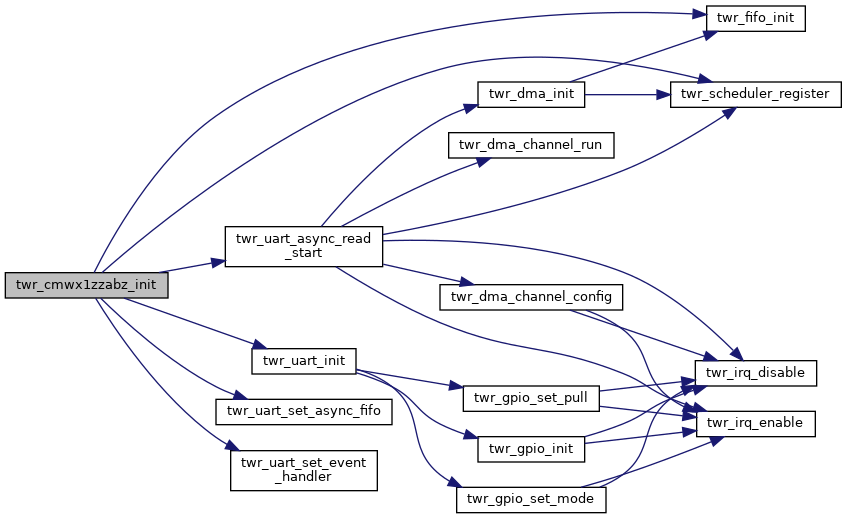 twr_fifo_init
twr_dma_init
twr_scheduler_register
twr_dma_channel_run
twr_uart_async_read
_start
twr_cmwx1zzabz_init
twr_dma_channel_config
twr_uart_init
twr_irq_disable
twr_gpio_set_pull
twr_uart_set_async_fifo
twr_irq_enable
twr_gpio_init
twr_uart_set_event
_handler
twr_gpio_set_mode